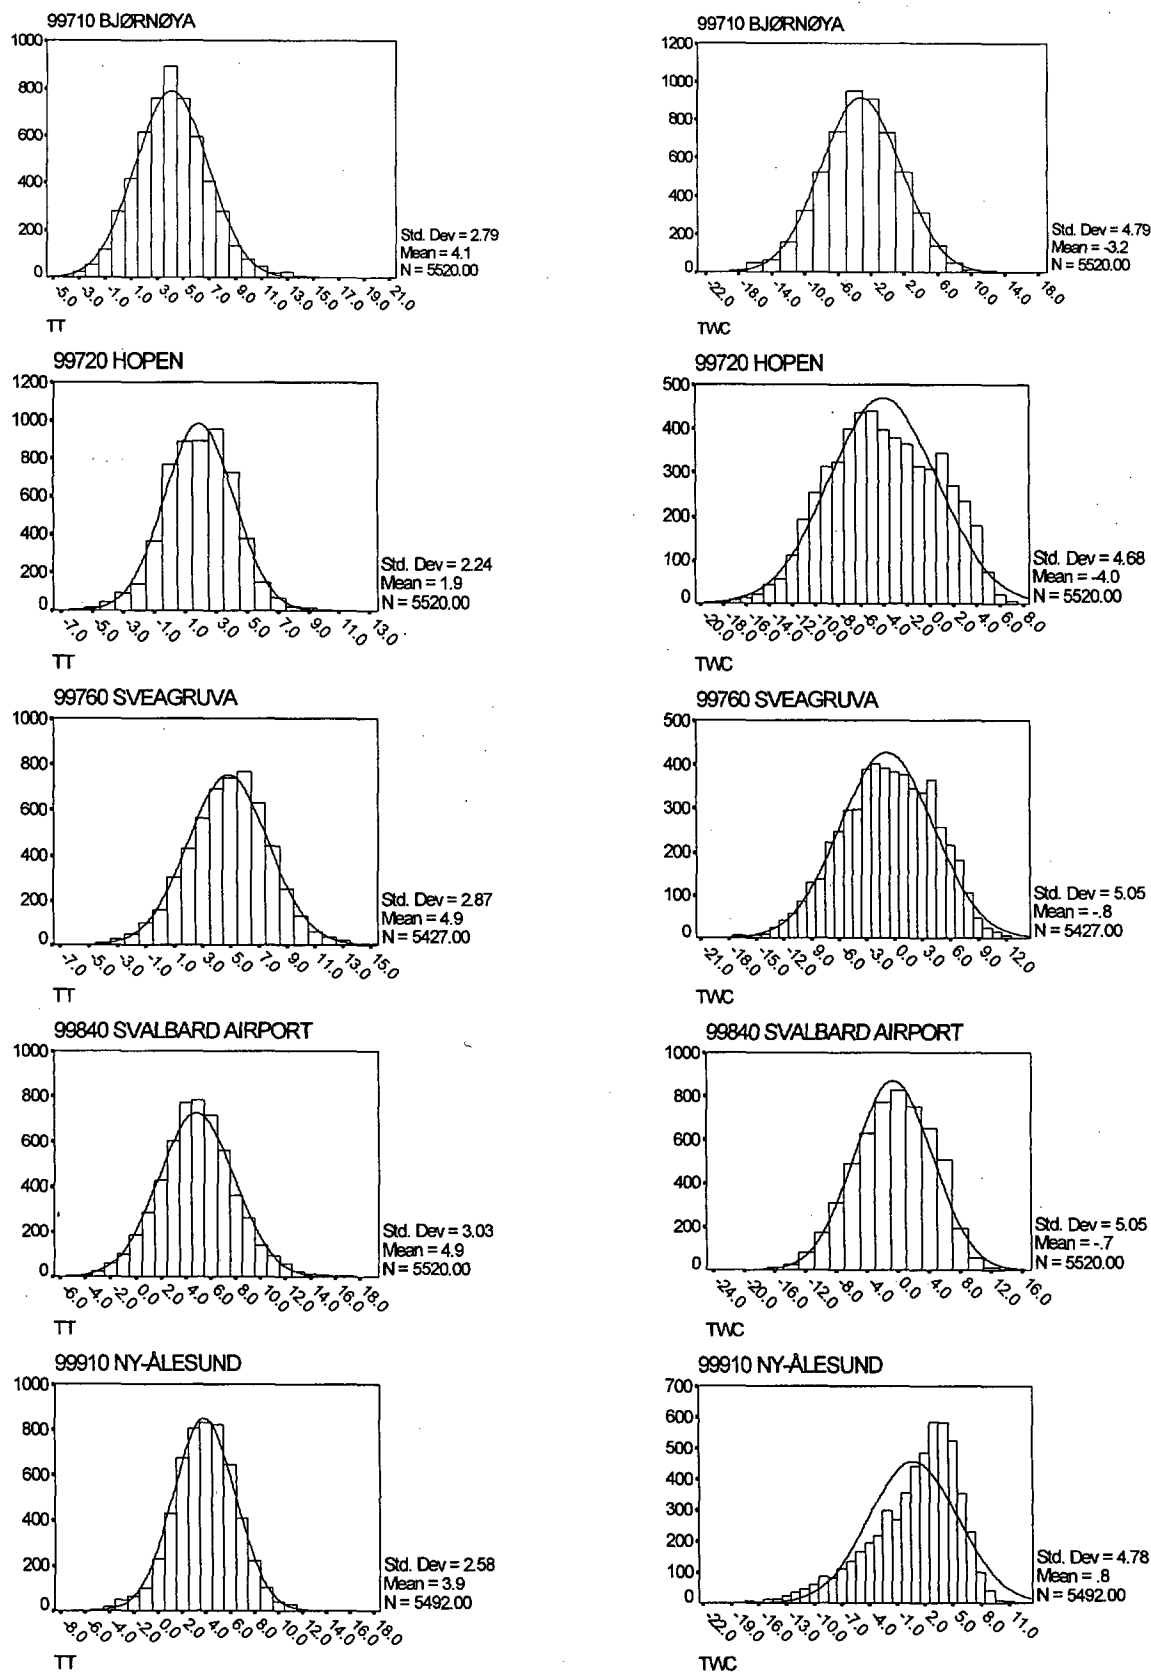 99710 BJØRNØYA
1000
800
600
400
200
0
Std. Dev = 2.79
Mean = 4.1
N = 5520.00
-5.0 -3.0 -1.0 1.0 3.0 5.0 7.0 9.0 11.0 13.0 15.0 17.0 19.0 21.0
TT
99710 BJØRNØYA
1200
1000
800
600
400
200
0
Std. Dev = 4.79
Mean = -3.2
N = 5520.00
-22.0 -18.0 -14.0 -10.0 -6.0 -2.0 2.0 6.0 10.0 14.0 18.0
TWC
99720 HOPEN
1200
1000
800
600
400
200
0
Std. Dev = 2.24
Mean = 1.9
N = 5520.00
-7.0 -5.0 -3.0 -1.0 1.0 3.0 5.0 7.0 9.0 11.0 13.0
TT
99720 HOPEN
500
400
300
200
100
0
Std. Dev = 4.68
Mean = -4.0
N = 5520.00
-20.0 -18.0 -16.0 -14.0 -12.0 -10.0 -8.0 -6.0 -4.0 -2.0 0.0 2.0 4.0 6.0 8.0
TWC
99760 SVEAGRUVA
1000
800
600
400
200
0
Std. Dev = 2.87
Mean = 4.9
N = 5427.00
-7.0 -5.0 -3.0 -1.0 1.0 3.0 5.0 7.0 9.0 11.0 13.0 15.0
TT
99760 SVEAGRUVA
500
400
300
200
100
0
Std. Dev = 5.05
Mean = -.8
N = 5427.00
-21.0 -18.0 -15.0 -12.0 9.0 -6.0 -3.0 0.0 3.0 6.0 9.0 12.0
TWC
99840 SVALBARD AIRPORT
1000
800
600
400
200
0
Std. Dev = 3.03
Mean = 4.9
N = 5520.00
-6.0 -4.0 -2.0 0.0 2.0 4.0 6.0 8.0 10.0 12.0 14.0 16.0 18.0
TT
99840 SVALBARD AIRPORT
1000
800
600
400
200
0
Std. Dev = 5.05
Mean = -.7
N = 5520.00
-24.0 -20.0 -16.0 -12.0 -8.0 -4.0 0.0 4.0 8.0 12.0 16.0
TWC
99910 NY-ÅLESUND
1000
800
600
400
200
0
Std. Dev = 2.58
Mean = 3.9
N = 5492.00
-8.0 -6.0 -4.0 -2.0 0.0 2.0 4.0 6.0 8.0 10.0 12.0 14.0 16.0 18.0
TT
99910 NY-ÅLESUND
700
600
500
400
300
200
100
0
Std. Dev = 4.78
Mean = .8
N = 5492.00
-22.0 -19.0 -16.0 -13.0 -10.0 -7.0 -4.0 -1.0 2.0 5.0 8.0 11.0
TWC